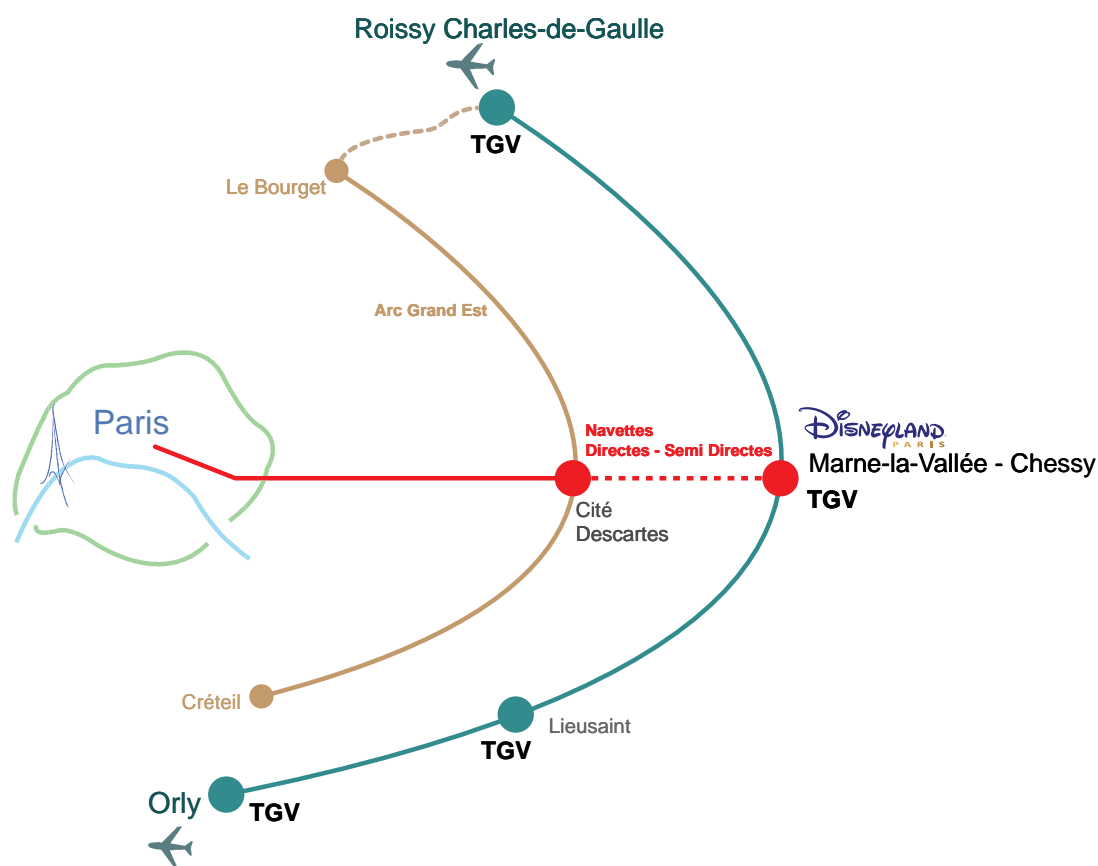 Roissy Charles-de-Gaulle
TGV
Le Bourget
Arc Grand Est
Paris
Navettes
Directes - Semi Directes
DISNEYLAND
PARIS
Marne-la-Vallée - Chessy
TGV
Cité
Descartes
Créteil
Lieusaint
TGV
Orly
TGV